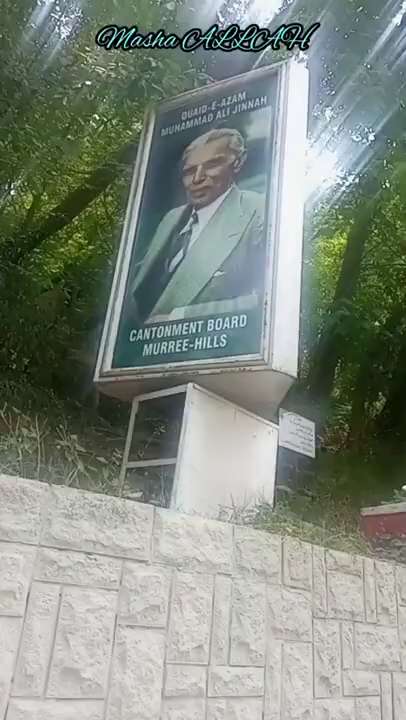 Masha ALLAH
QUAID-E-AZAM
MUHAMMAD ALI JINNAH
CANTONMENT BOARD
MURREE-HILLS